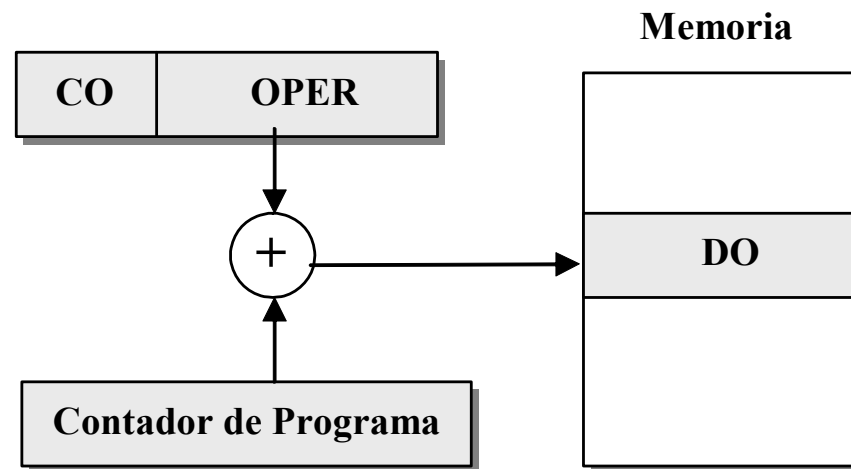 Memoria
CO
OPER
+
DO
Contador de Programa